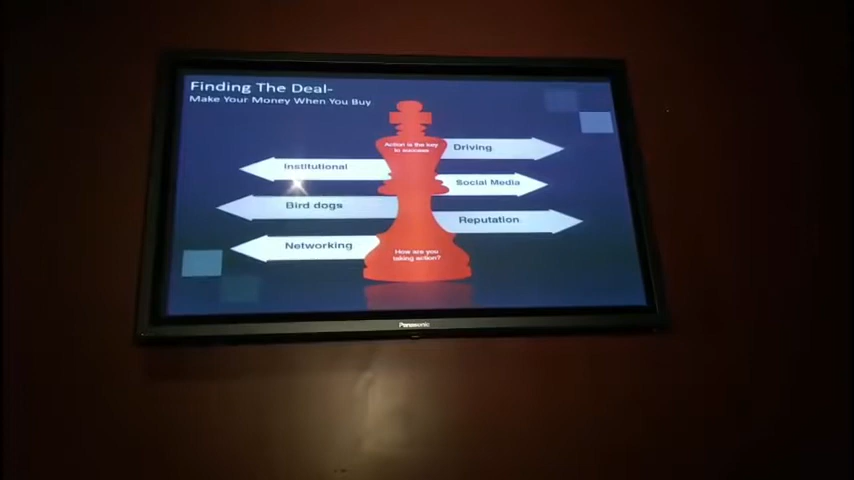 Finding The Deal-
Make Your Money When You Buy
Action is the key
to success
Driving
Institutional
Social Media
Bird dogs
Reputation
Networking
How are you
taking action?
Panasonic